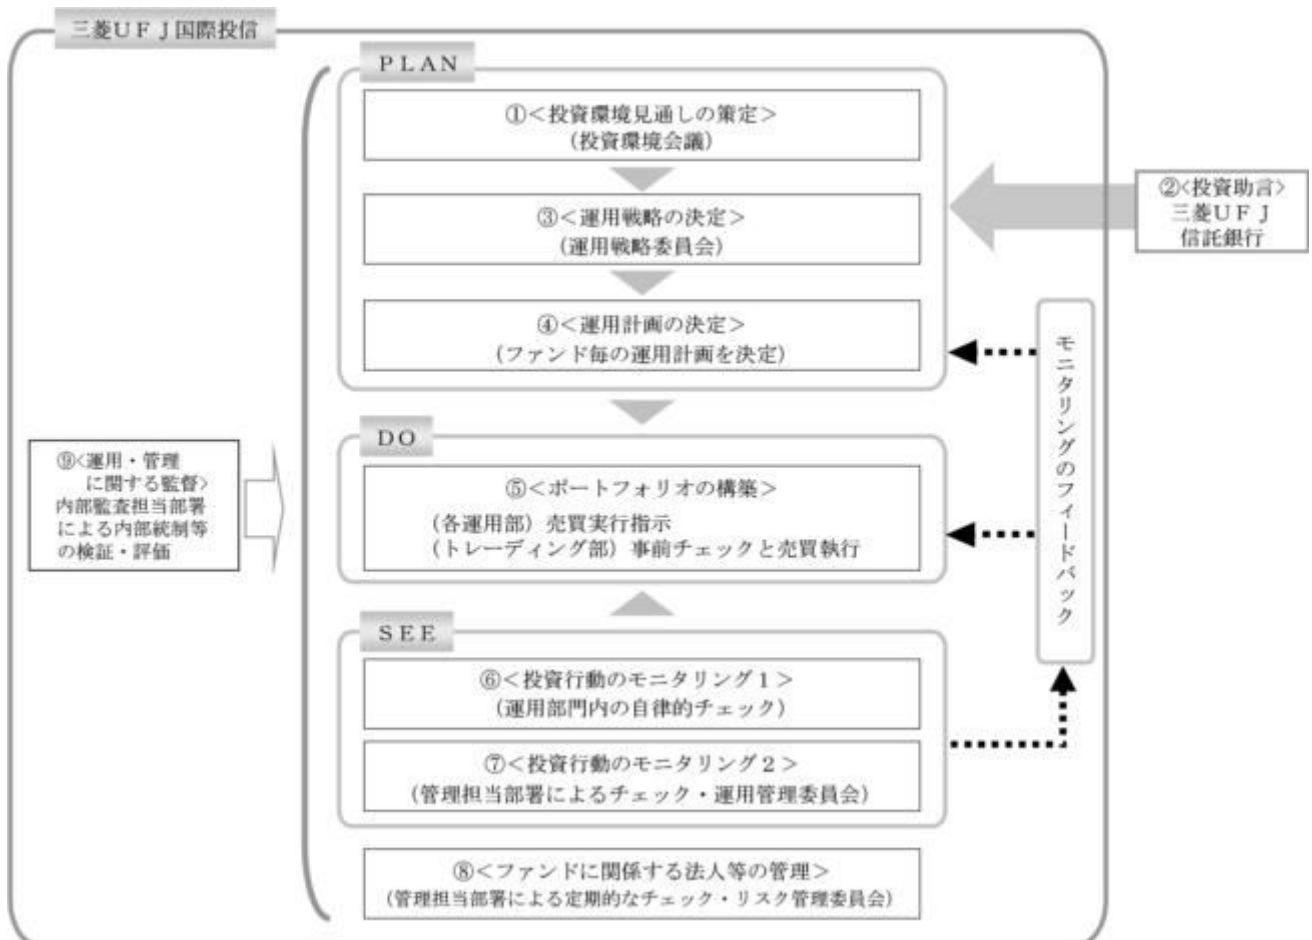 三菱ＵＦＪ国際投信
ＰＬＡＮ
①＜投資環境見通しの策定＞
（投資環境会議）
②<投資助言>
三菱ＵＦＪ
信託銀行
③＜運用戦略の決定＞
（運用戦略委員会）
④＜運用計画の決定＞
（ファンド毎の運用計画を決定）
モニタリングのフィードバック
ＤＯ
⑤＜ポートフォリオの構築＞
（各運用部）売買実行指示
（トレーディング部）事前チェックと売買執行
ＳＥＥ
⑥＜投資行動のモニタリング１＞
（運用部門内の自律的チェック）
⑦＜投資行動のモニタリング２＞
（管理担当部署によるチェック・運用管理委員会）
⑧＜ファンドに関係する法人等の管理＞
（管理担当部署による定期的なチェック・リスク管理委員会）
⑨<運用・管理
に関する監督>
内部監査担当部署
による内部統制等
の検証・評価